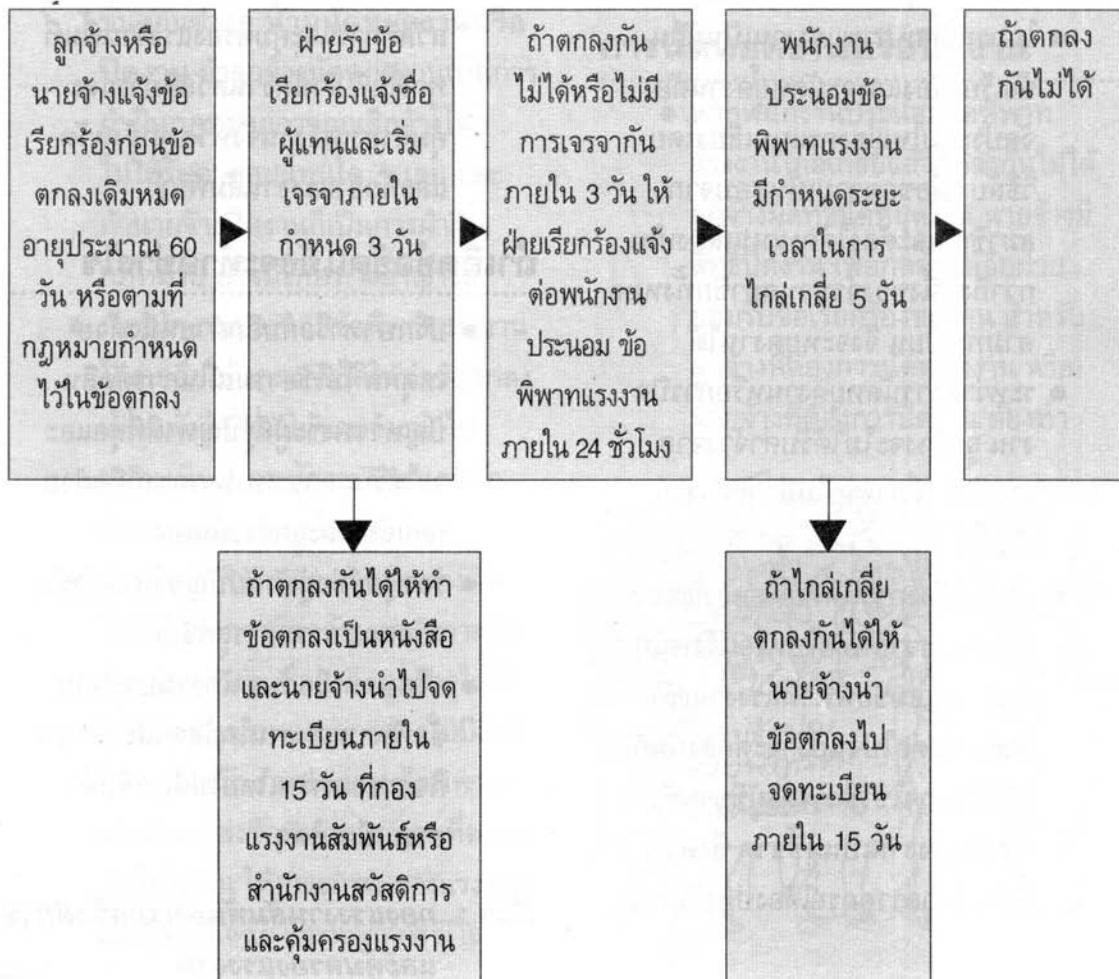 ลูกจ้างหรือ
นายจ้างแจ้งข้อ
เรียกร้องก่อนข้อ
ตกลงเดิมหมด
อายุประมาณ 60
วัน หรือตามที่
กฎหมายกำหนด
ไว้ในข้อตกลง
ฝ่ายรับข้อ
เรียกร้องแจ้งชื่อ
ผู้แทนและเริ่ม
เจรจาภายใน
กำหนด 3 วัน
ถ้าตกลงกัน
ไม่ได้หรือไม่มี
การเจรจากัน
ภายใน 3 วัน ให้
ฝ่ายเรียกร้องแจ้ง
ต่อพนักงาน
ประนอม ข้อ
พิพาทแรงงาน
ภายใน 24 ชั่วโมง
พนักงาน
ประนอมข้อ
พิพาทแรงงาน
มีกำหนดระยะ
เวลาในการ
ไกล่เกลี่ย 5 วัน
ถ้าตกลง
กันไม่ได้
ถ้าตกลงกันได้ให้ทำ
ข้อตกลงเป็นหนังสือ
และนายจ้างนำไปจด
ทะเบียนภายใน
15 วัน ที่กอง
แรงงานสัมพันธ์หรือ
สำนักงานสวัสดิการ
และคุ้มครองแรงงาน
ถ้าไกล่เกลี่ย
ตกลงกันได้ให้
นายจ้างนำ
ข้อตกลงไป
จดทะเบียน
ภายใน 15 วัน